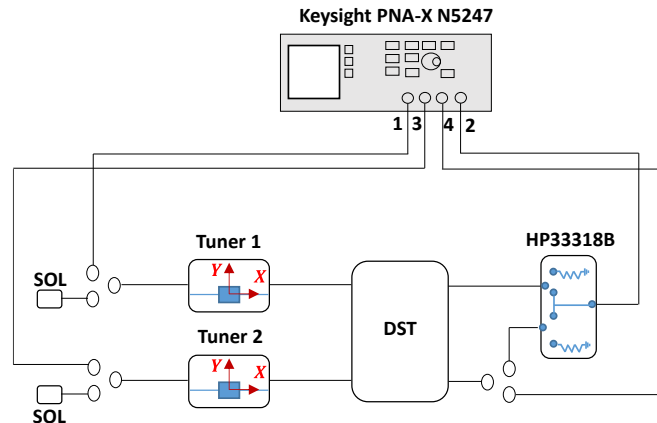 Keysight PNA-X N5247
1 3 4 2
Tuner 1
HP33318B
Y
X
SOL
DST
Tuner 2
Y
X
SOL